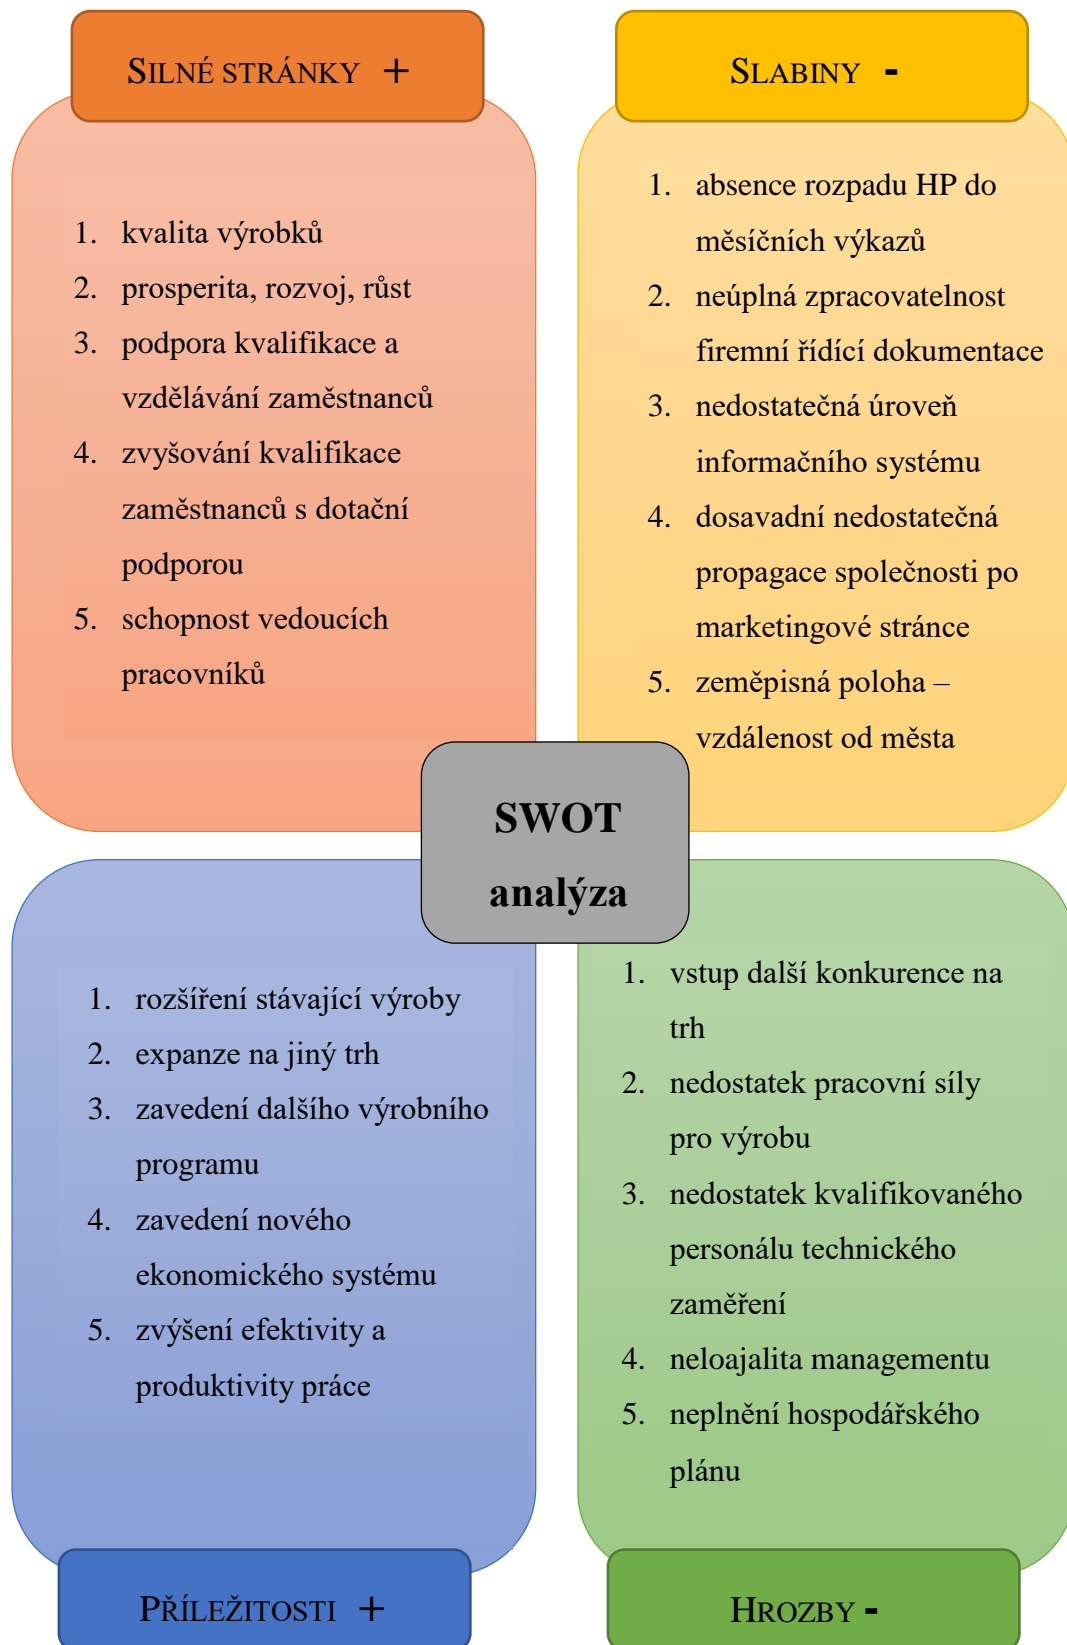 SILNÉ STRÁNKY +
1. kvalita výrobků
2. prosperita, rozvoj, růst
3. podpora kvalifikace a
vzdělávání zaměstnanců
4. zvyšování kvalifikace
zaměstnanců s dotační
podporou
5. schopnost vedoucích
pracovníků
SLABINY -
1. absence rozpadu HP do
měsíčních výkazů
2. neúplná zpracovatelnost
firemní řídící dokumentace
3. nedostatečná úroveň
informačního systému
4. dosavadní nedostatečná
propagace společnosti po
marketingové stránce
5. zeměpisná poloha –
vzdálenost od města
SWOT
analýza
1. rozšíření stávající výroby
2. expanze na jiný trh
3. zavedení dalšího výrobního
programu
4. zavedení nového
ekonomického systému
5. zvýšení efektivity a
produktivity práce
PŘÍLEŽITOSTI +
1. vstup další konkurence na
trh
2. nedostatek pracovní síly
pro výrobu
3. nedostatek kvalifikovaného
personálu technického
zaměření
4. neloajalita managementu
5. neplnění hospodářského
plánu
HROZBY -